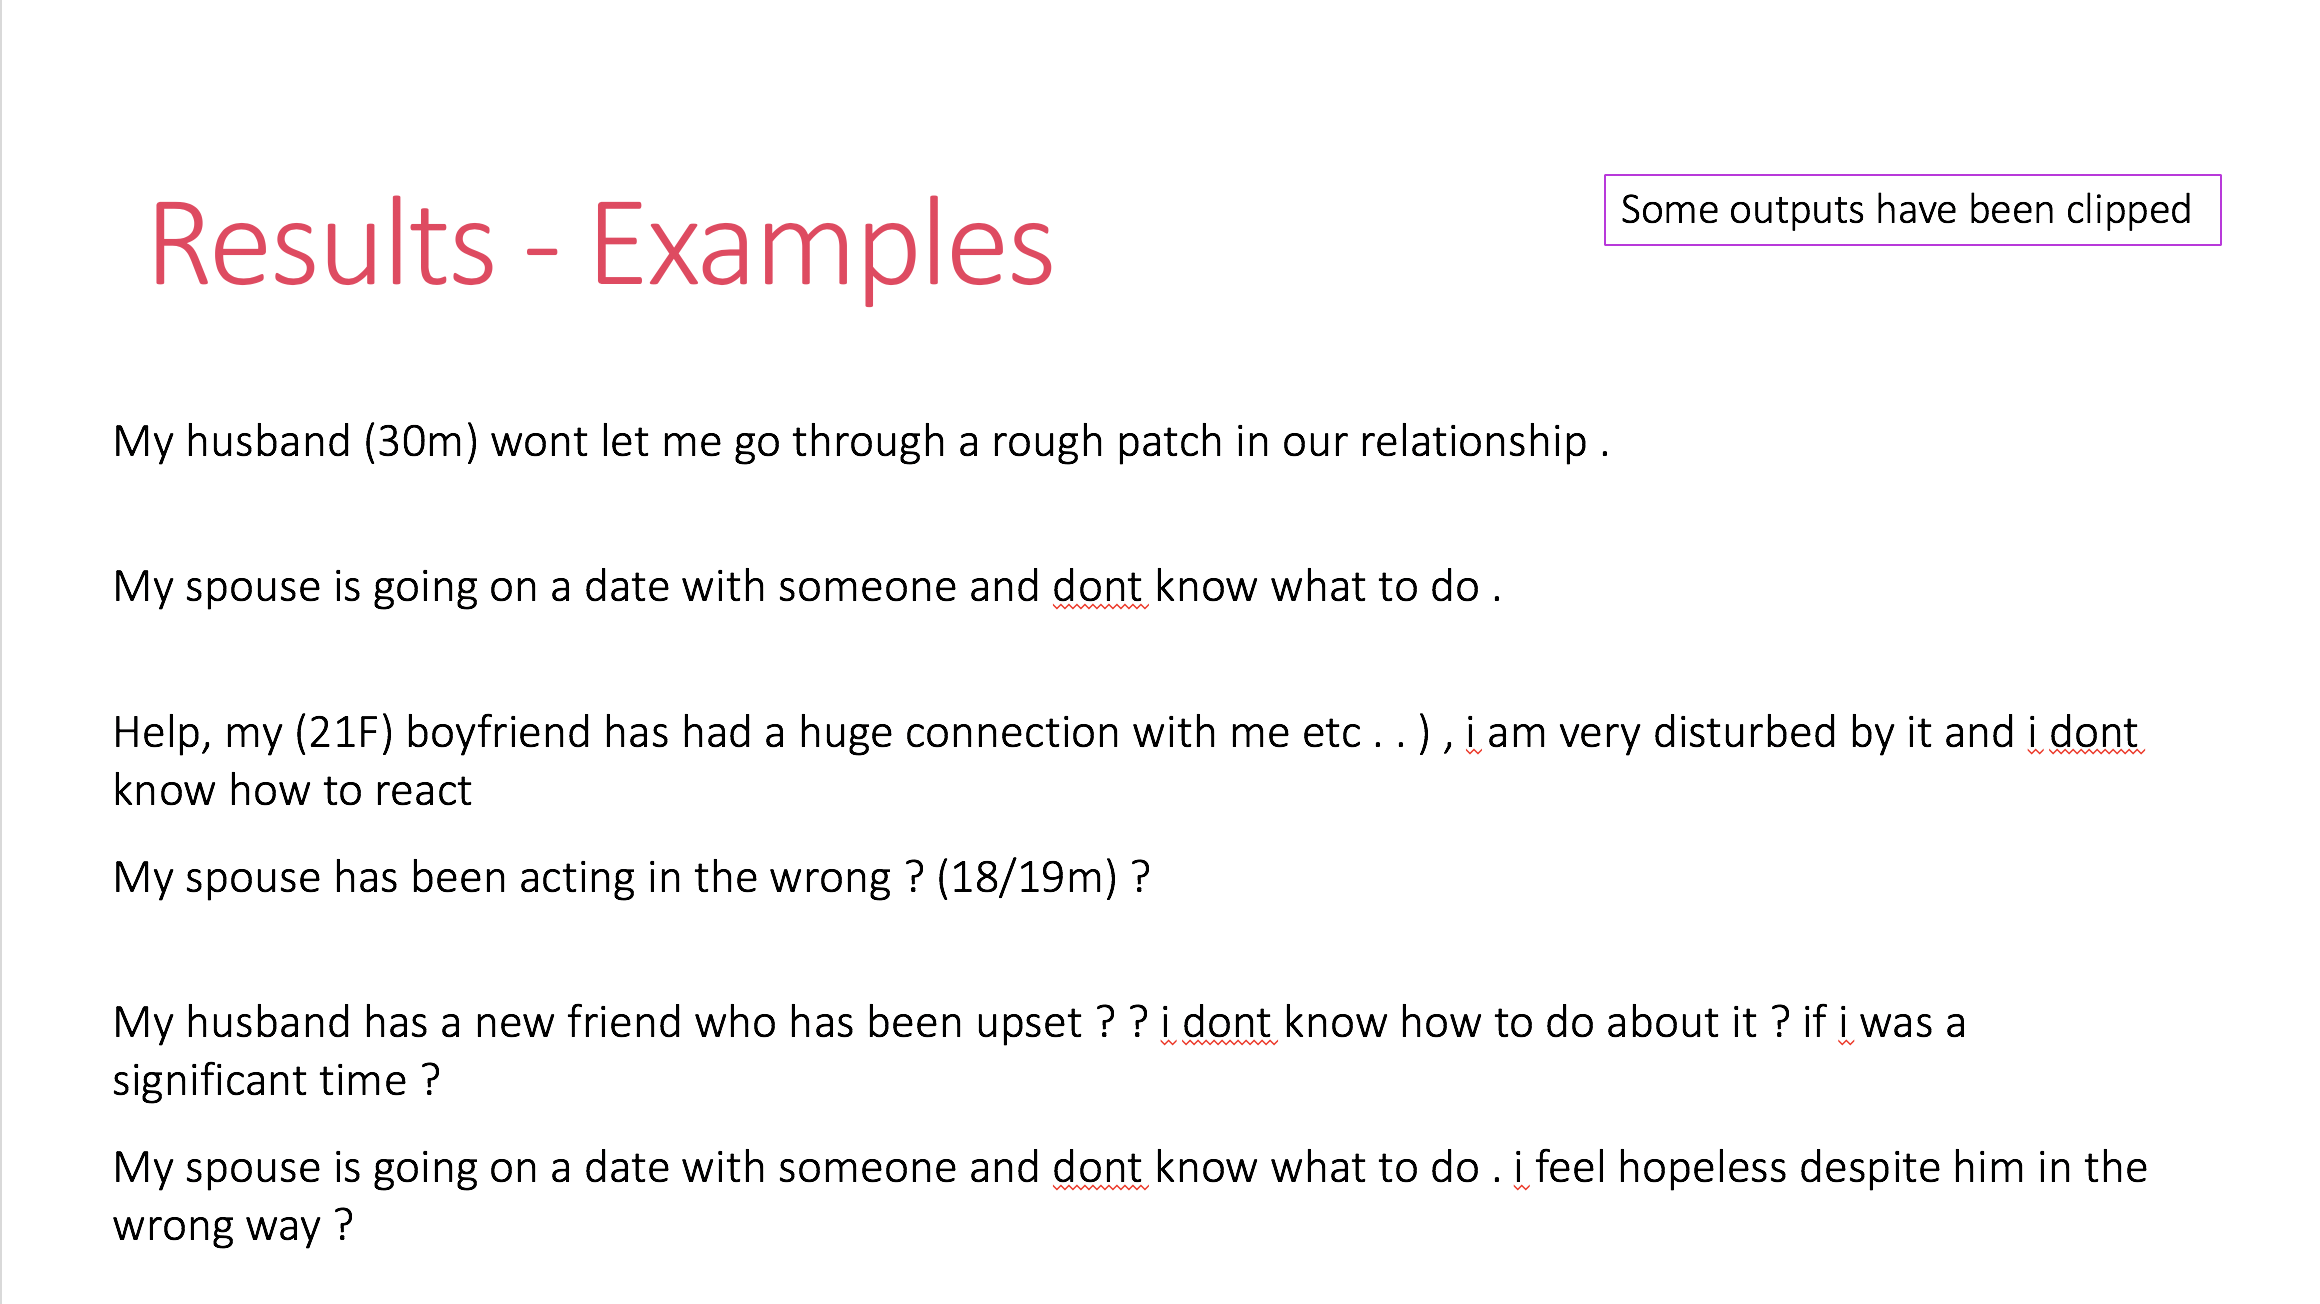 Results - Examples
Some outputs have been clipped
My husband (30m) wont let me go through a rough patch in our relationship .
My spouse is going on a date with someone and dont know what to do .
Help, my (21F) boyfriend has had a huge connection with me etc . . ) , i am very disturbed by it and i dont
know how to react
My spouse has been acting in the wrong ? (18/19m) ?
My husband has a new friend who has been upset ? ? i dont know how to do about it ? if i was a
significant time ?
My spouse is going on a date with someone and dont know what to do . i feel hopeless despite him in the
wrong way ?